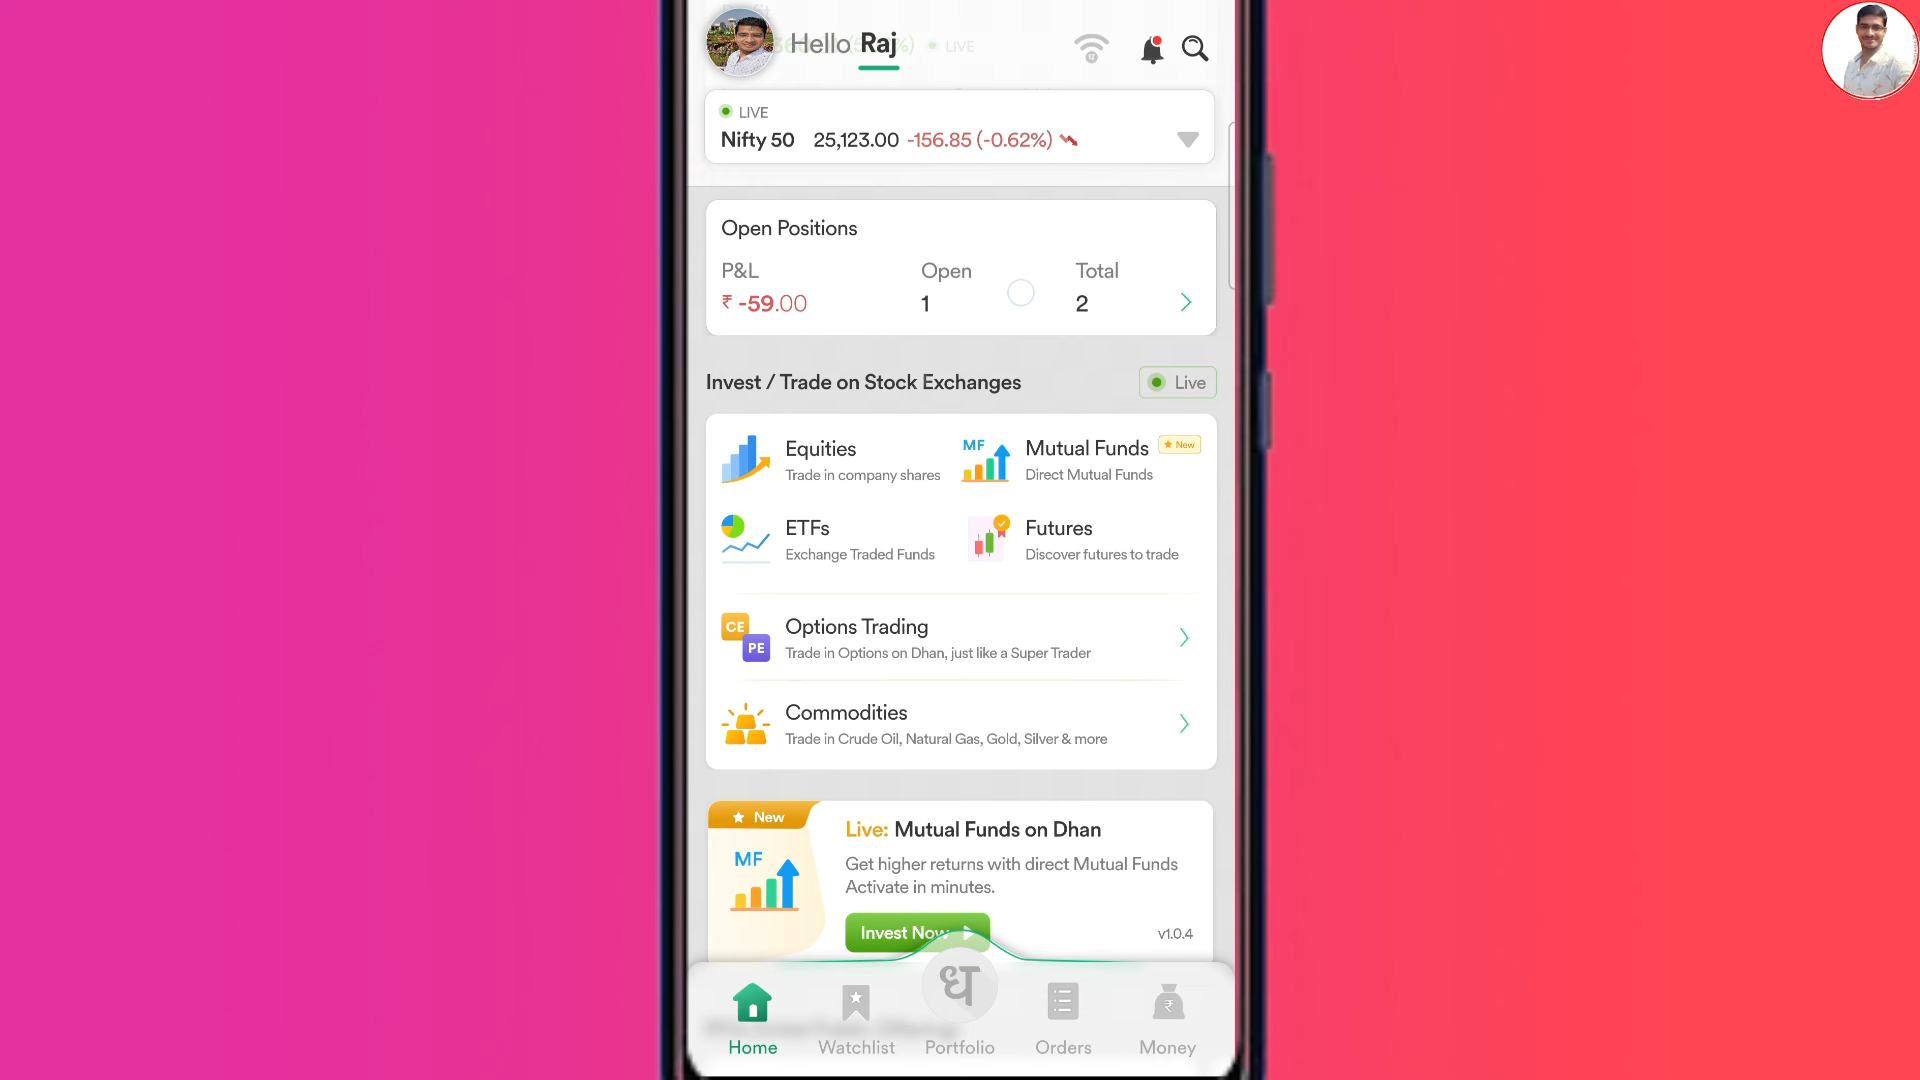 Hello Raj
LIVE
LIVE
Nifty 50 25,123.00 -156.85 (-0.62%)
Open Positions
P&L Open Total
₹ -59.00 1 2
Invest / Trade on Stock Exchanges Live
Equities
Trade in company shares
MF Mutual Funds New
Direct Mutual Funds
ETFs
Exchange Traded Funds
Futures
Discover futures to trade
CE PE
Options Trading
Trade in Options on Dhan, just like a Super Trader
Commodities
Trade in Crude Oil, Natural Gas, Gold, Silver & more
New
MF
Live: Mutual Funds on Dhan
Get higher returns with direct Mutual Funds
Activate in minutes.
Invest Now
v1.0.4
ध
₹
Home Watchlist Portfolio Orders Money